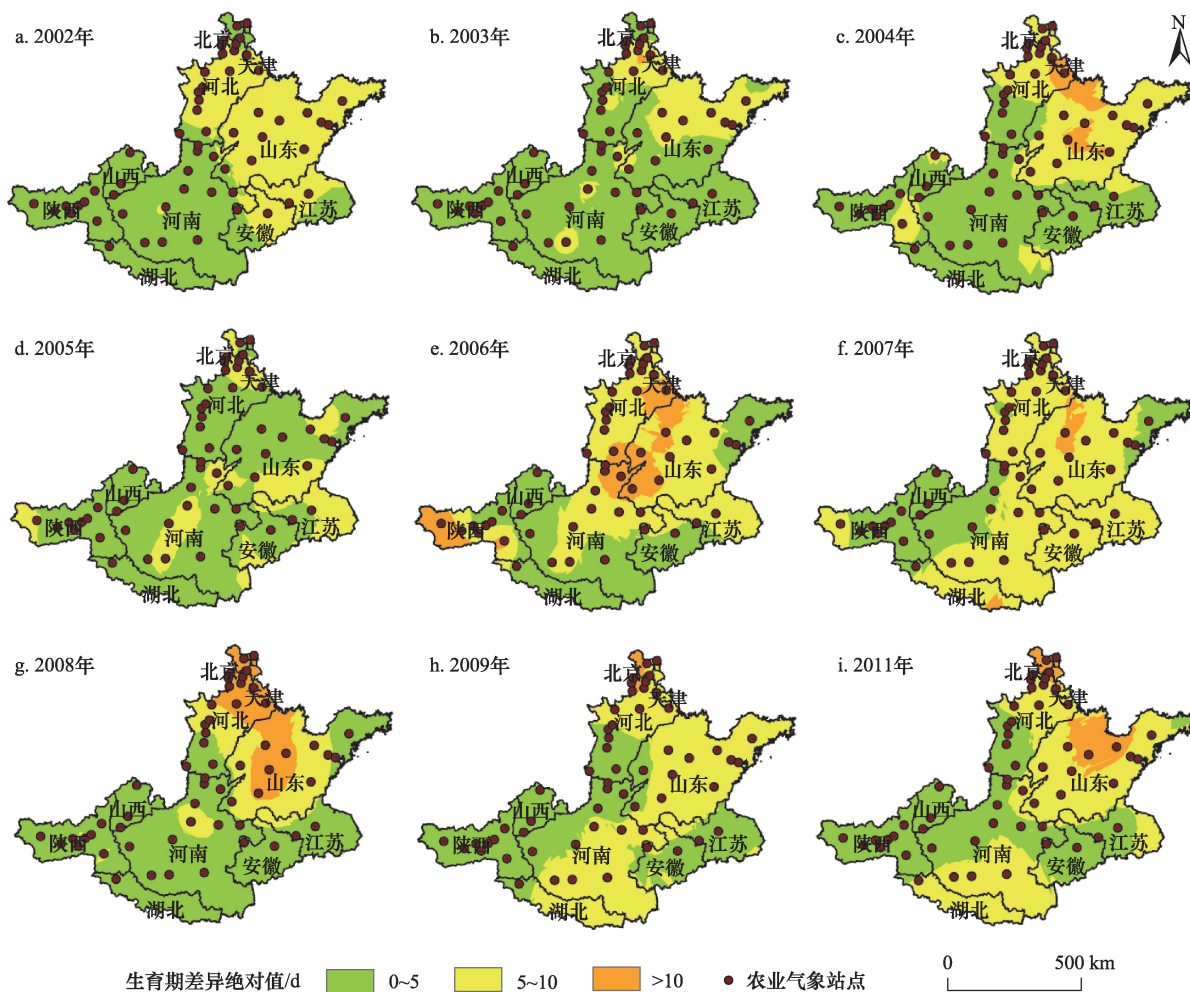 a. 2002年
北京
天津
河北
山东
山西
陕西
河南
江苏
安徽
湖北
b. 2003年
北京
天津
河北
山东
山西
陕西
河南
江苏
安徽
湖北
c. 2004年
N
北京
天津
河北
山东
山西
陕西
河南
江苏
安徽
湖北
d. 2005年
北京
天津
河北
山东
山西
陕西
河南
江苏
安徽
湖北
e. 2006年
北京
天津
河北
山东
山西
陕西
河南
江苏
安徽
湖北
f. 2007年
北京
天津
河北
山东
山西
陕西
河南
江苏
安徽
湖北
g. 2008年
北京
天津
河北
山东
山西
陕西
河南
江苏
安徽
湖北
h. 2009年
北京
天津
河北
山东
山西
陕西
河南
江苏
安徽
湖北
i. 2011年
北京
天津
河北
山东
山西
陕西
河南
江苏
安徽
湖北
生育期差异绝对值/d 0~5 5~10 >10 农业气象站点
0 500 km